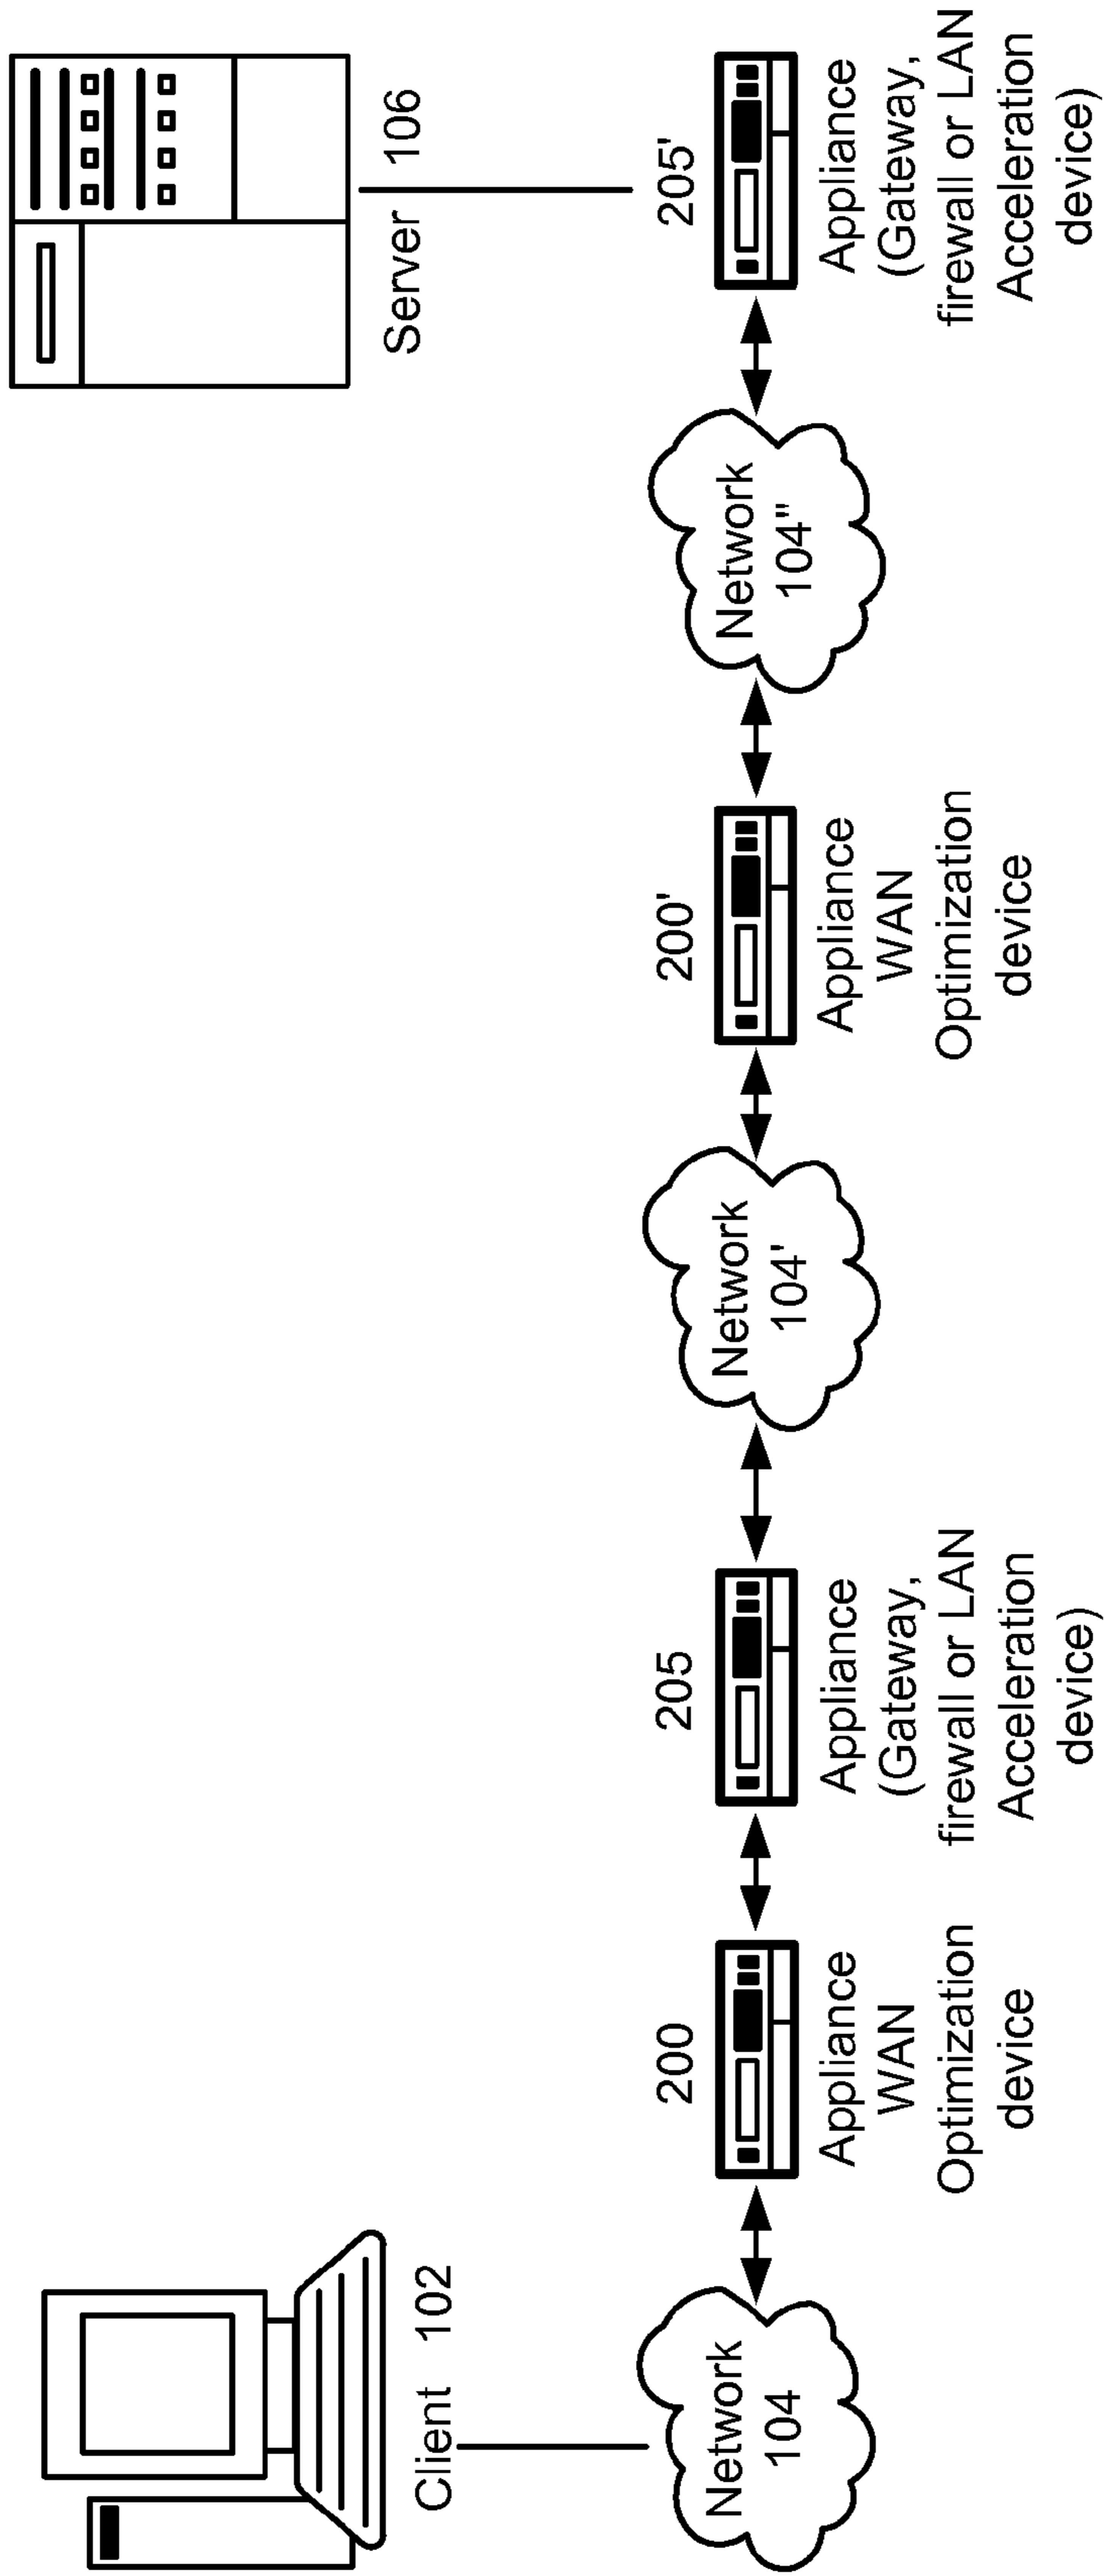 Client 102
Server 106
Network
104
200
Appliance
WAN
Optimization
device
205
Appliance
(Gateway,
firewall or LAN
Acceleration
device)
Network
104'
200'
Appliance
WAN
Optimization
device
Network
104"
205'
Appliance
(Gateway,
firewall or LAN
Acceleration
device)